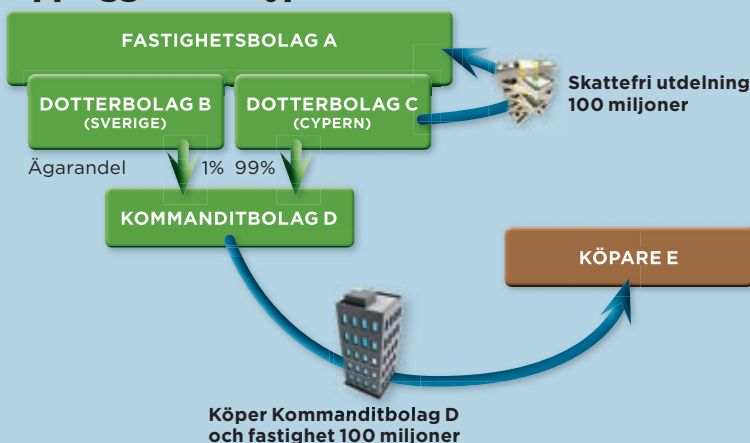 FASTIGHETSBOLAG A
Skattefri utdelning
100 miljoner
DOTTERBOLAG B
(SVERIGE)
DOTTERBOLAG C
(CYPERN)
Ägarandel
1%
99%
KOMMANDITBOLAG D
KÖPARE E
Köper Kommanditbolag D
och fastighet 100 miljoner